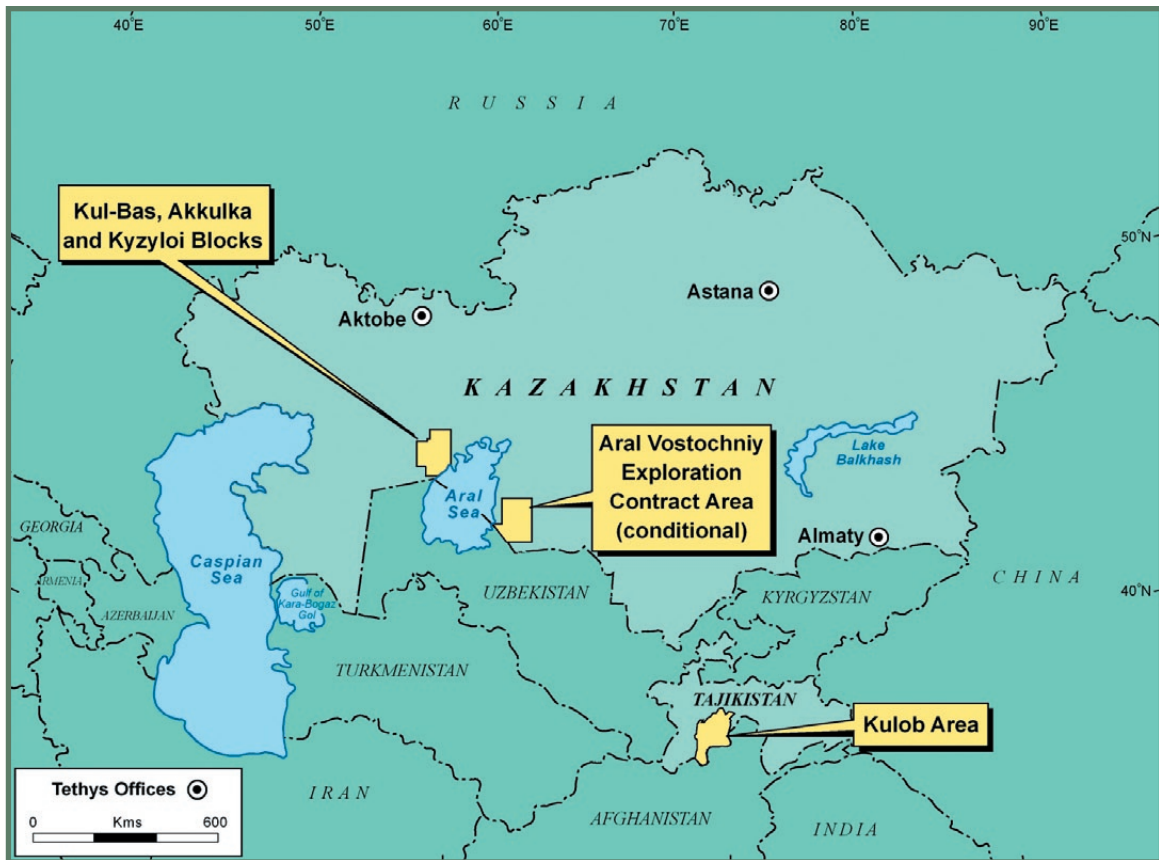 40°E 50°E 60°E 70°E 80°E 90°E
R U S S I A
Kul-Bas, Akkulka
and Kyzyloi Blocks
50°N
Astana
Aktobe
K A Z A K H S T A N
Aral Vostochniy
Exploration
Contract Area
(conditional)
Lake
Balkhash
Aral
Sea
GEORGIA
Almaty
Caspian
Sea
ARMENIA
AZERBAIJAN
Gulf of
Kara-Bogaz
Gol
UZBEKISTAN
KYRGYZSTAN
C H I N A
40°N
TURKMENISTAN
TAJIKISTAN
Kulob Area
Tethys Offices
0 Kms 600
I R A N
AFGHANISTAN
I N D I A